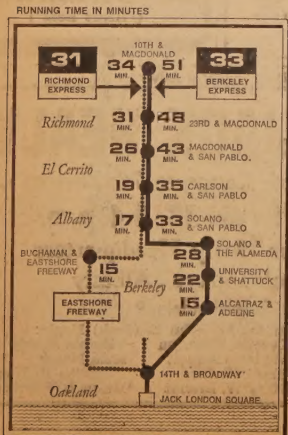 RUNNING TIME IN MINUTES
31
RICHMOND
EXPRESS
10TH &
MACDONALD
34 MIN.
51 MIN.
33
BERKELEY
EXPRESS
Richmond
31 MIN.
48 MIN.
23RD & MACDONALD
26 MIN.
43 MIN.
MACDONALD
& SAN PABLO.
El Cerrito
19 MIN.
35 MIN.
CARLSON
& SAN PABLO
Albany
17 MIN.
33 MIN.
SOLANO
& SAN PABLO
BUCHANAN &
EASTSHORE
FREEWAY
15 MIN.
SOLANO &
THE ALAMEDA
28 MIN.
Berkeley
22 MIN.
UNIVERSITY
& SHATTUCK
EASTSHORE
FREEWAY
15 MIN.
ALCATRAZ &
ADELINE
14TH & BROADWAY
Oakland
JACK LONDON SQUARE